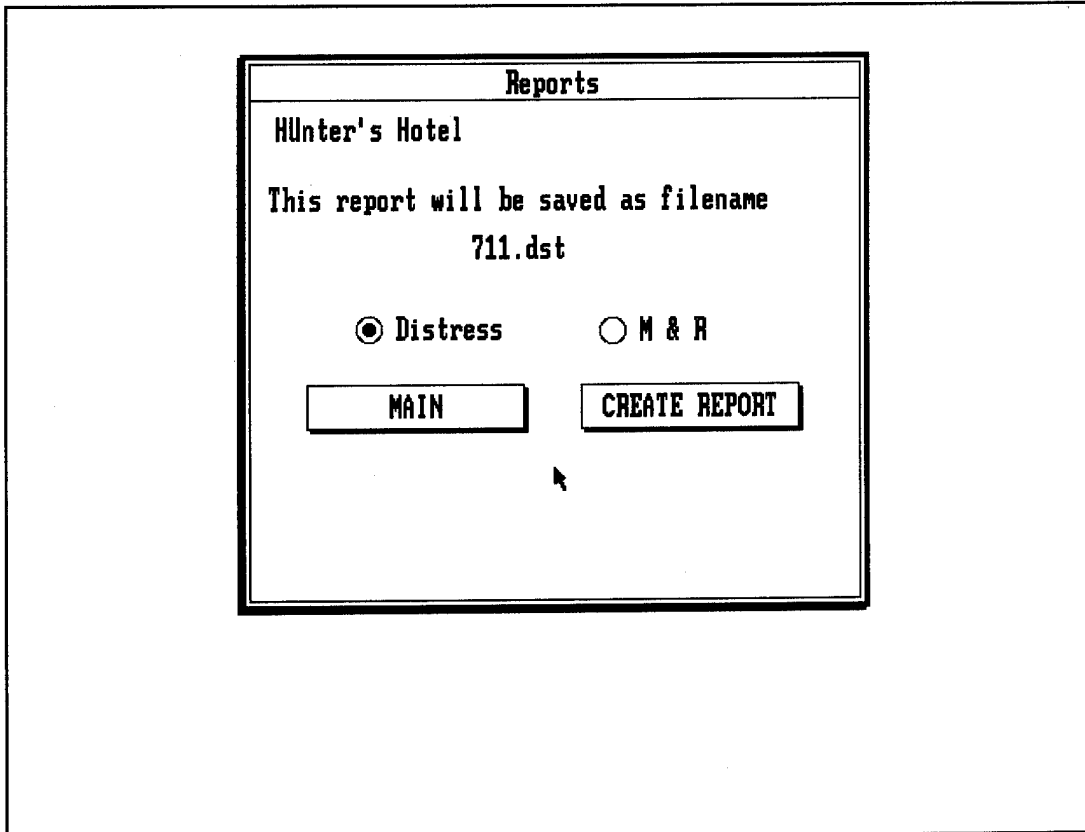 Reports
HUnter's Hotel
This report will be saved as filename
711.dst
Distress M & R
MAIN CREATE REPORT